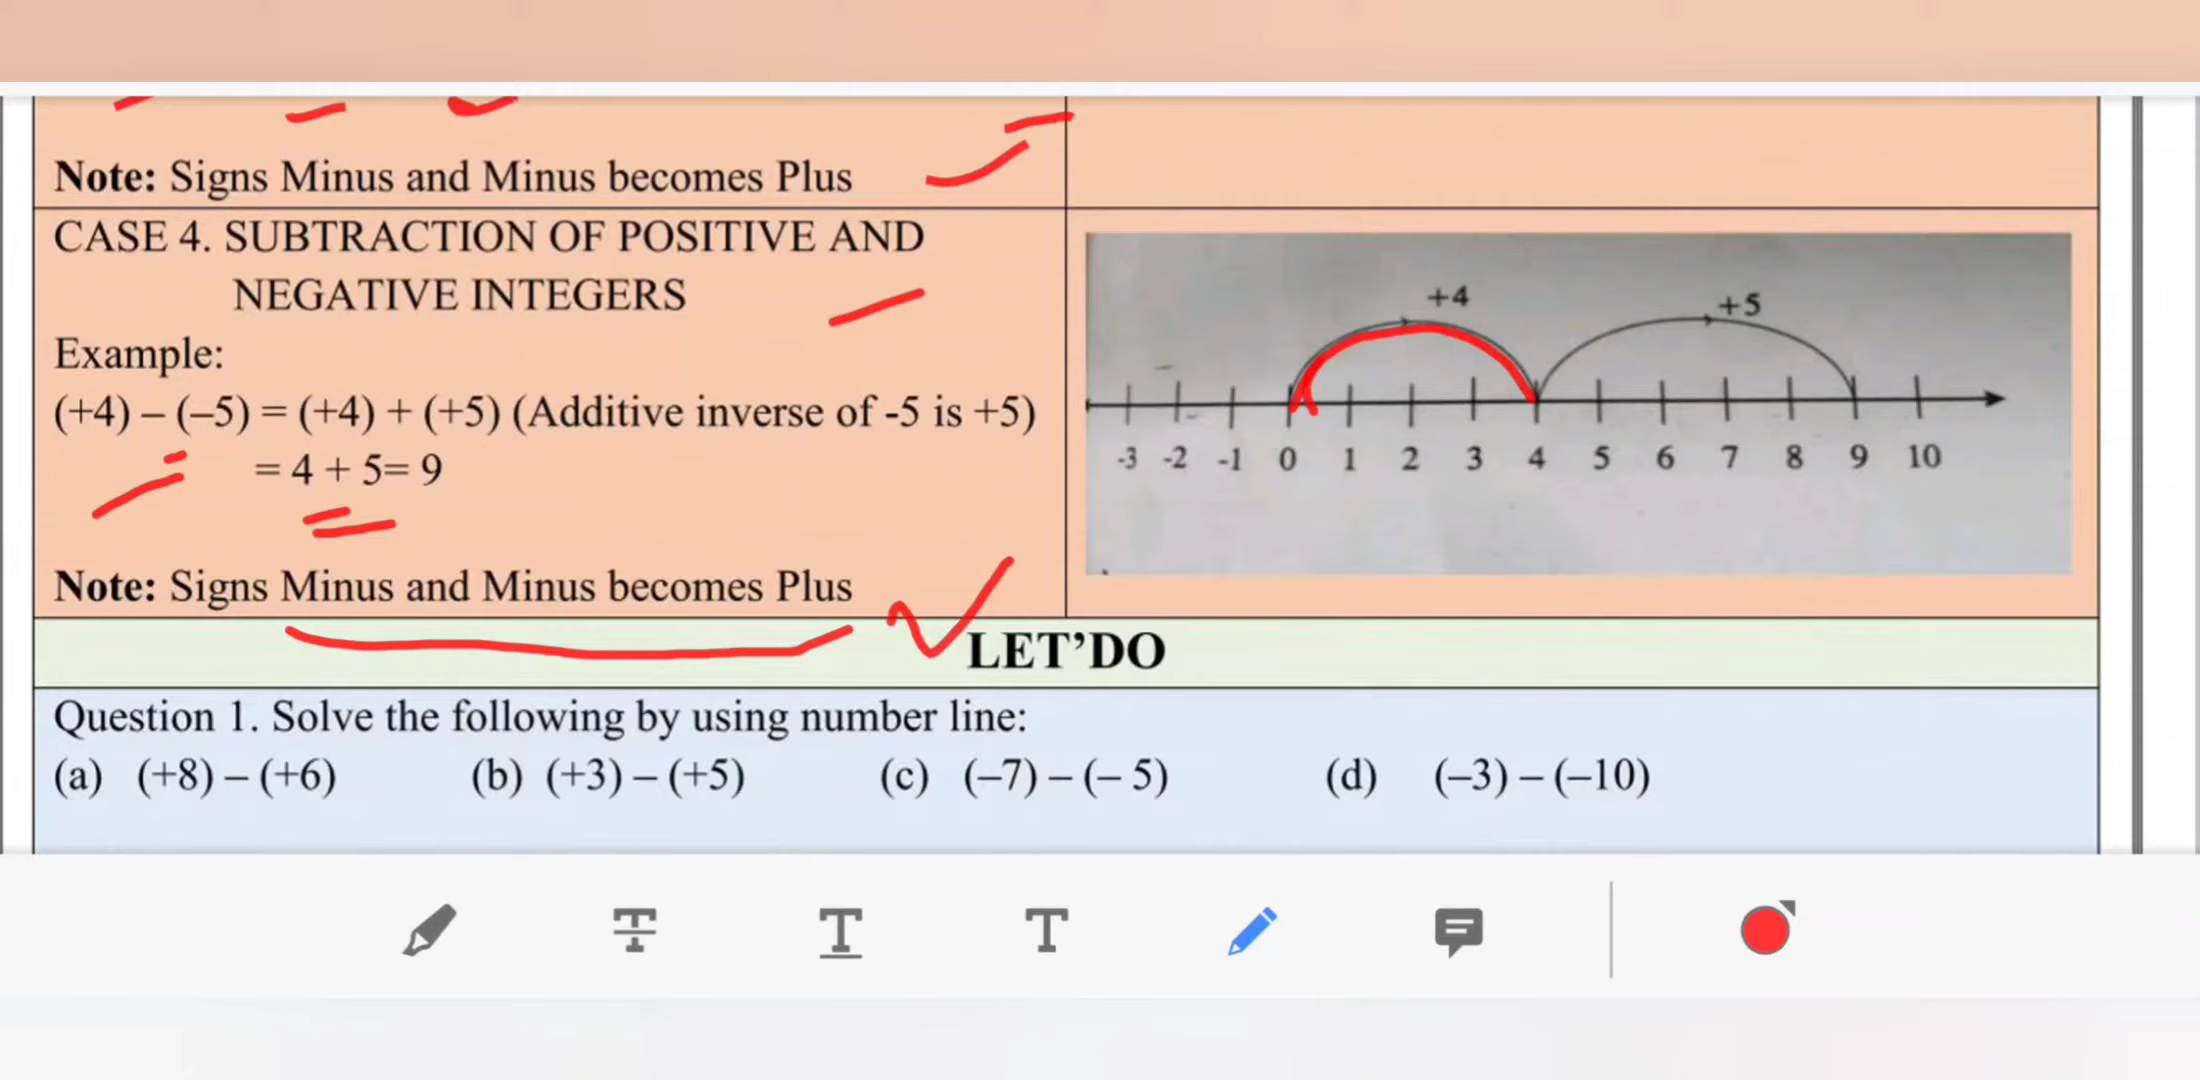 Note: Signs Minus and Minus becomes Plus
CASE 4. SUBTRACTION OF POSITIVE AND
NEGATIVE INTEGERS
Example:
(+4) – (–5) = (+4) + (+5) (Additive inverse of -5 is +5)
= 4 + 5= 9
Note: Signs Minus and Minus becomes Plus
+4 +5
-3 -2 -1 0 1 2 3 4 5 6 7 8 9 10
LET’DO
Question 1. Solve the following by using number line:
(a) (+8) – (+6) (b) (+3) – (+5) (c) (–7) – (– 5) (d) (–3) – (–10)